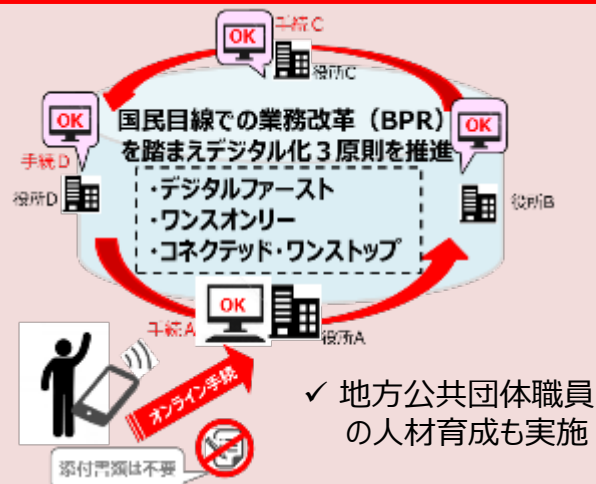 OK
手続C
役所C
OK
手続D
役所D
国民目線での業務改革（BPR）
を踏まえデジタル化３原則を推進
・デジタルファースト
・ワンスオンリー
・コネクテッド・ワンストップ
OK
役所B
OK
手続A
役所A
オンライン手続
添付書類は不要
✓ 地方公共団体職員
の人材育成も実施